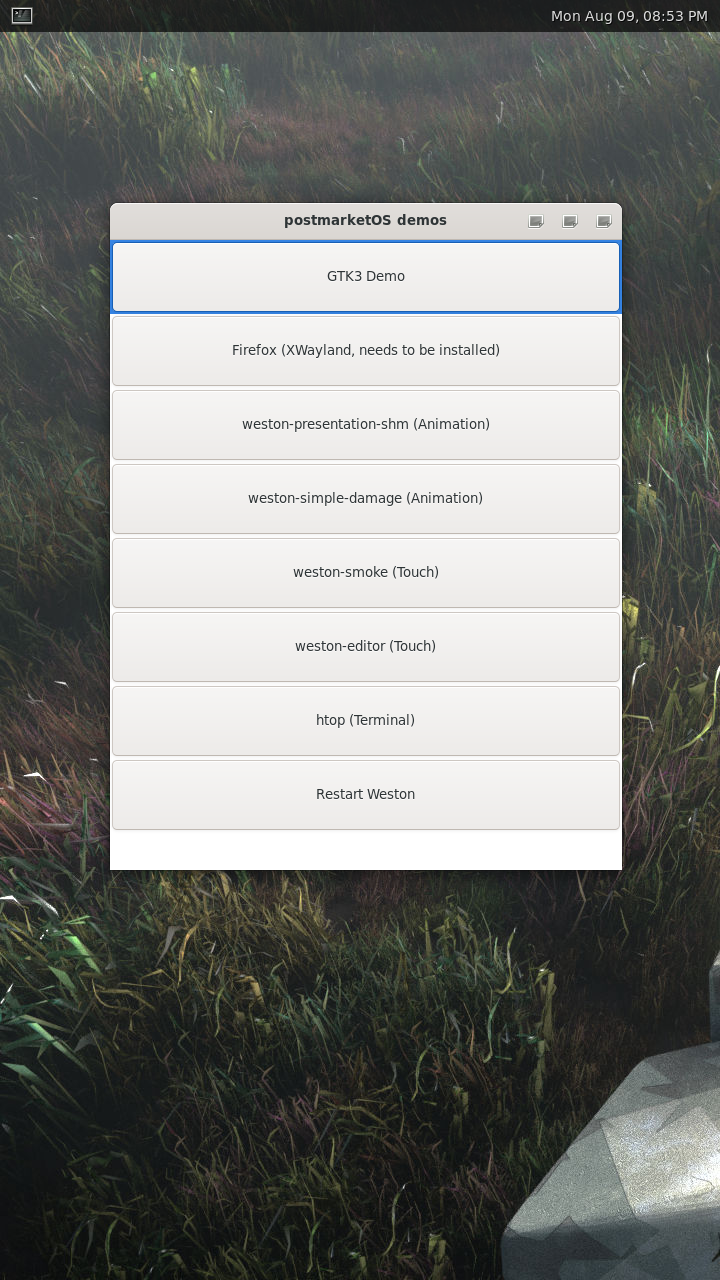 Mon Aug 09, 08:53 PM
postmarketOS demos
GTK3 Demo
Firefox (XWayland, needs to be installed)
weston-presentation-shm (Animation)
weston-simple-damage (Animation)
weston-smoke (Touch)
weston-editor (Touch)
htop (Terminal)
Restart Weston